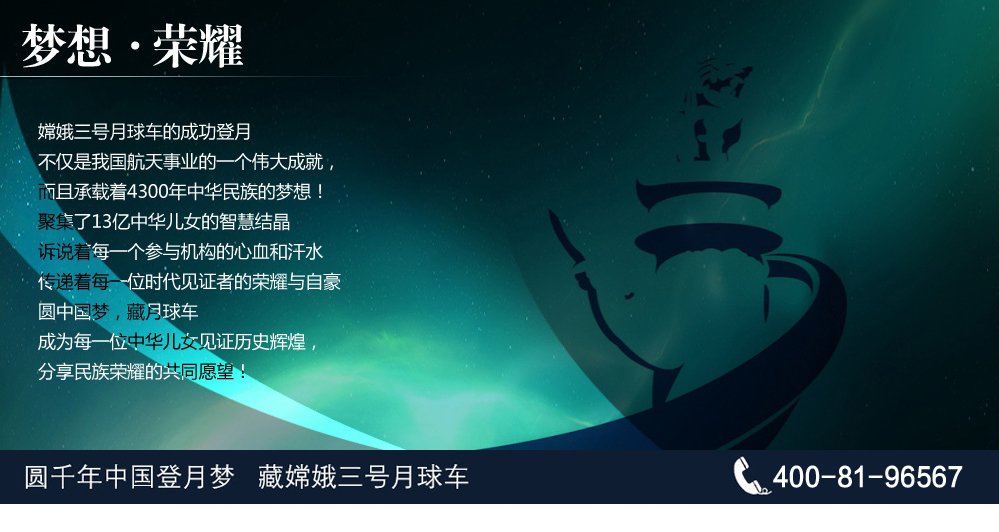 梦想·荣耀
嫦娥三号月球车的成功登月
不仅是我国航天事业的一个伟大成就，
而且承载着4300年中华民族的梦想！
聚集了13亿中华儿女的智慧结晶
诉说着每一个参与机构的心血和汗水
传递着每一位时代见证者的荣耀与自豪
圆中国梦，藏月球车
成为每一位中华儿女见证历史辉煌，
分享民族荣耀的共同愿望！
圆千年中国登月梦 藏嫦娥三号月球车
400-81-96567